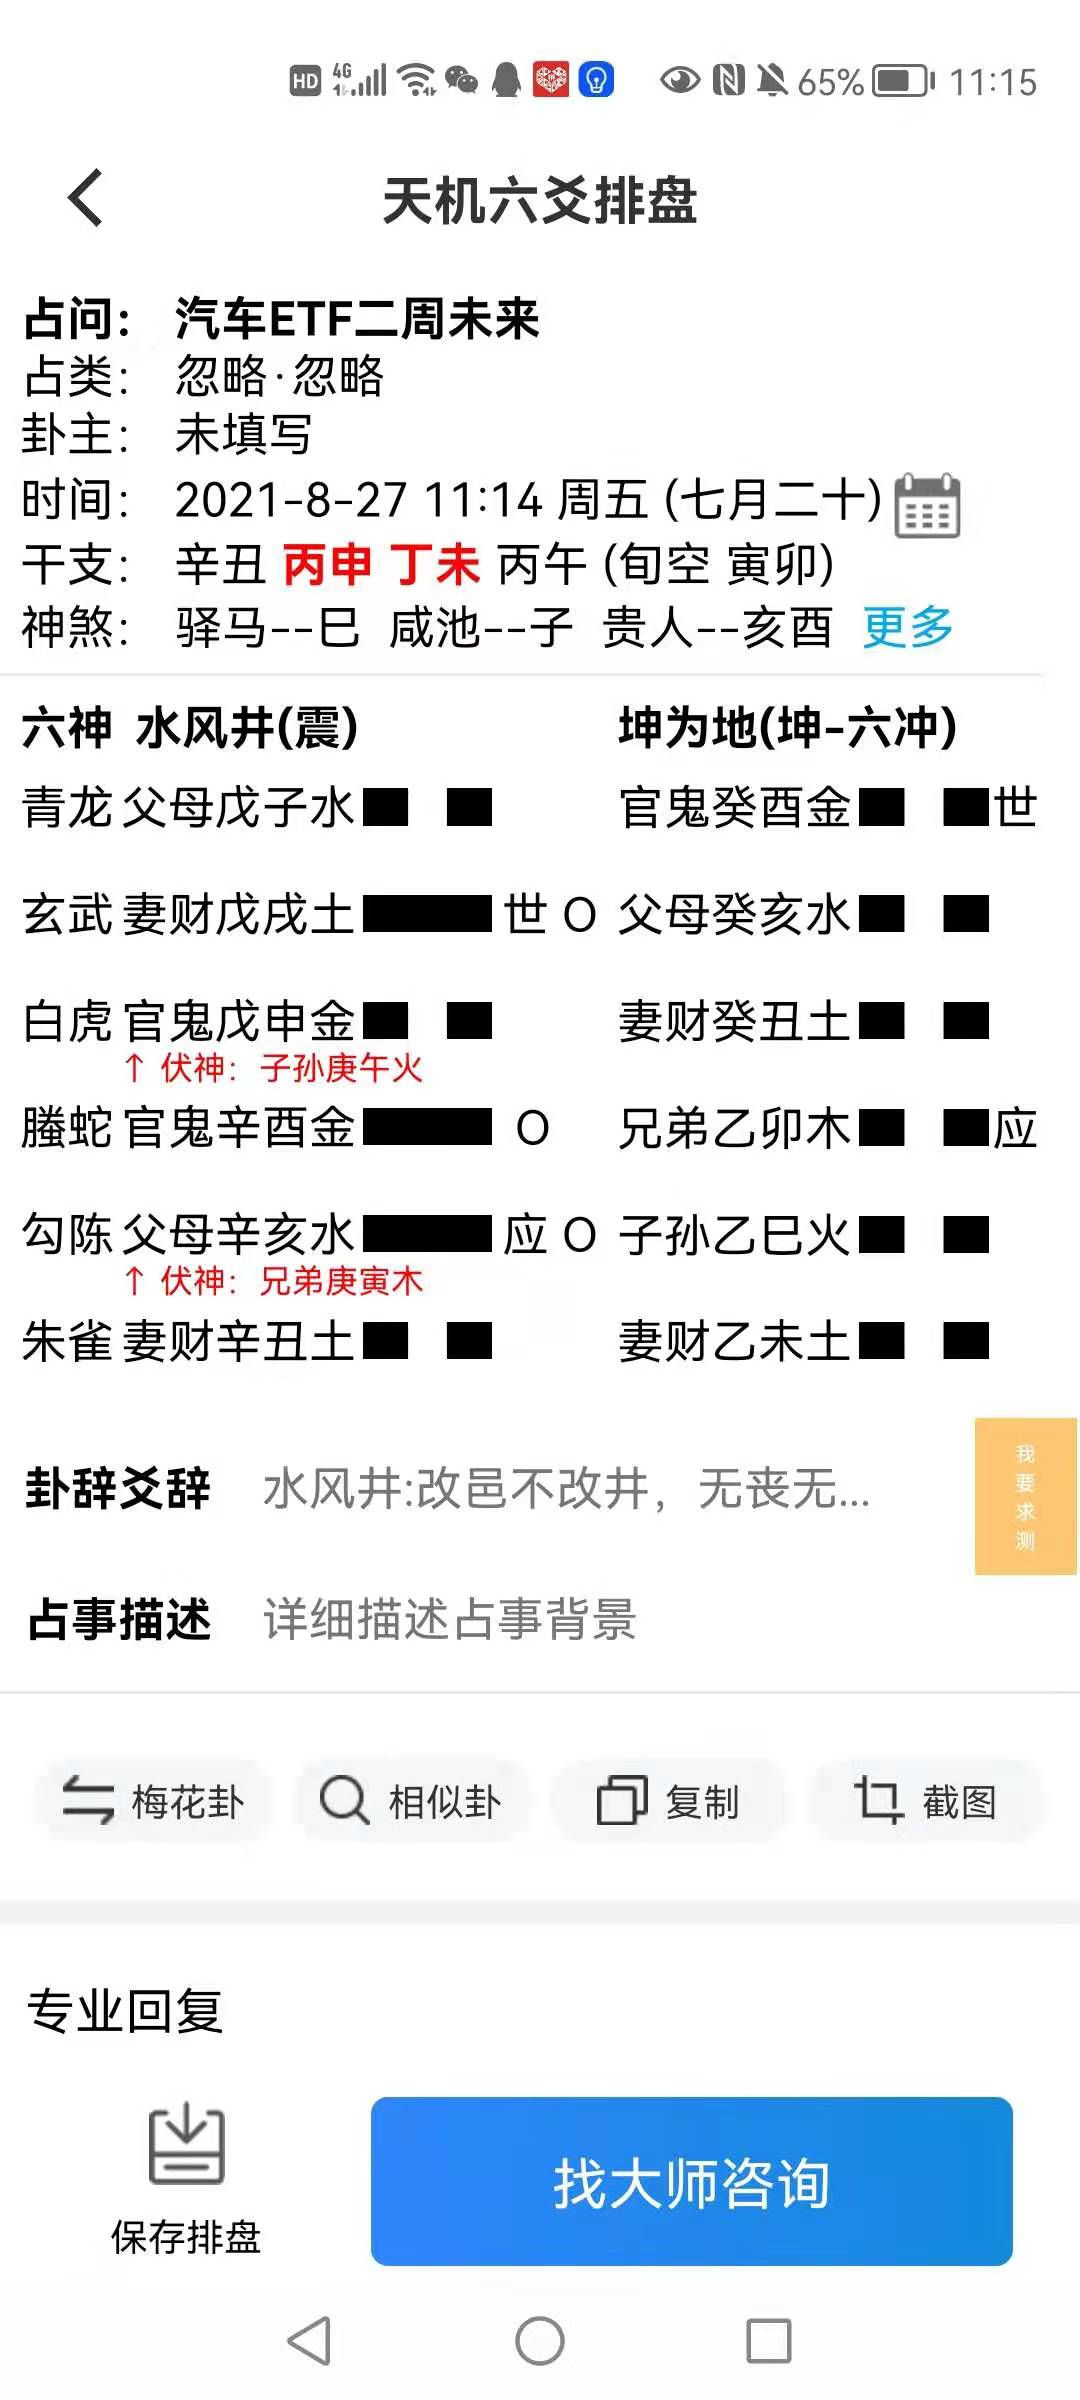 HD 4G 65% 11:15
天机六爻排盘
占问： 汽车ETF二周未来
占类： 忽略·忽略
卦主： 未填写
时间： 2021-8-27 11:14 周五 (七月二十)
干支： 辛丑 丙申 丁未 丙午 (旬空 寅卯)
神煞： 驿马--巳 咸池--子 贵人--亥酉 更多
六神 水风井(震) 坤为地(坤-六冲)
青龙 父母戊子水 官鬼癸酉金 世
玄武 妻财戊戌土 世 O 父母癸亥水
白虎 官鬼戊申金 妻财癸丑土
↑ 伏神：子孙庚午火
螣蛇 官鬼辛酉金 O 兄弟乙卯木 应
勾陈 父母辛亥水 应 O 子孙乙巳火
↑ 伏神：兄弟庚寅木
朱雀 妻财辛丑土 妻财乙未土
我要求测
卦辞爻辞 水风井:改邑不改井，无丧无...
占事描述 详细描述占事背景
梅花卦 相似卦 复制 截图
专业回复
保存排盘 找大师咨询